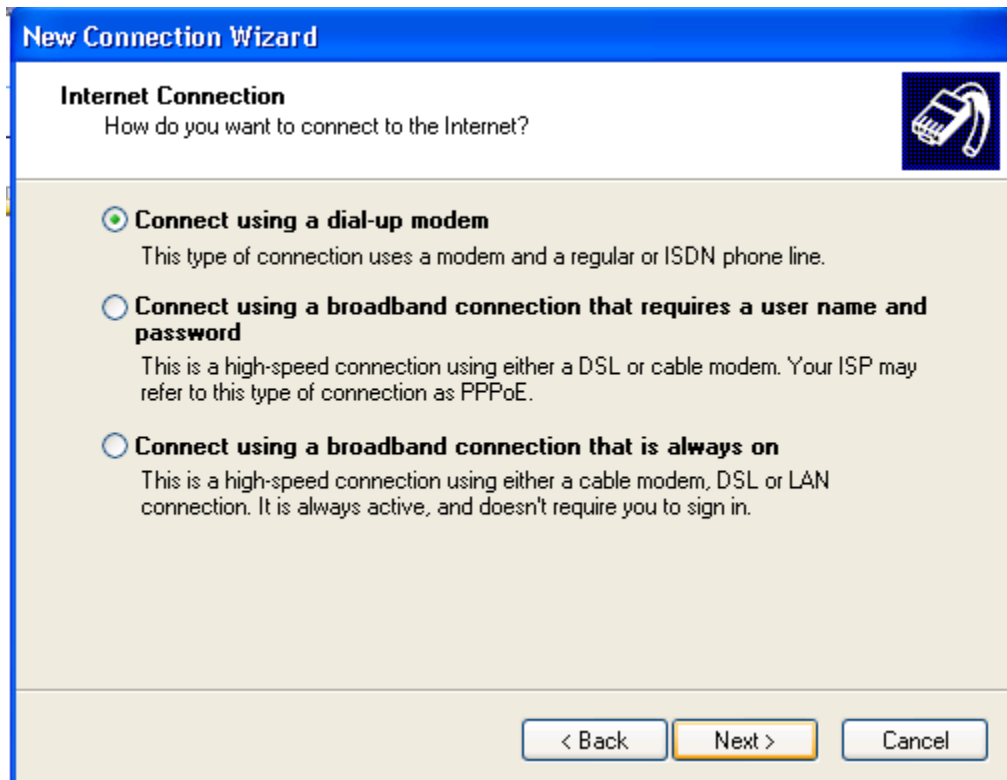 New Connection Wizard
Internet Connection
How do you want to connect to the Internet?
Connect using a dial-up modem
This type of connection uses a modem and a regular or ISDN phone line.
Connect using a broadband connection that requires a user name and
password
This is a high-speed connection using either a DSL or cable modem. Your ISP may
refer to this type of connection as PPPoE.
Connect using a broadband connection that is always on
This is a high-speed connection using either a cable modem, DSL or LAN
connection. It is always active, and doesn't require you to sign in.
< Back Next > Cancel